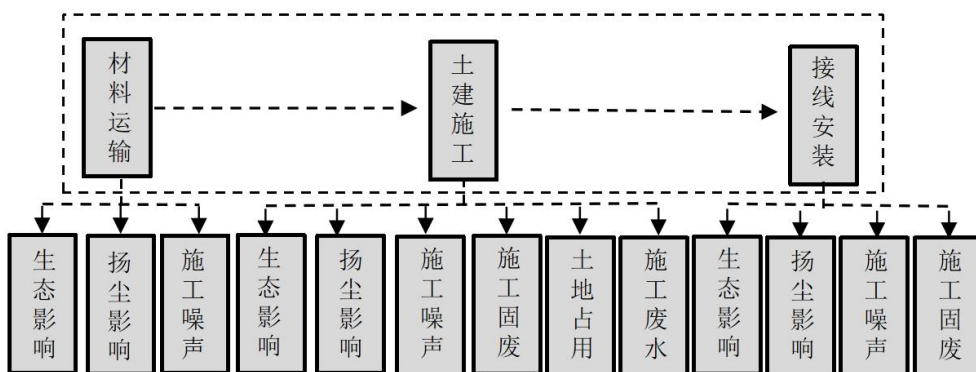 材料运输
土建施工
接线安装
生态影响
扬尘影响
施工噪声
生态影响
扬尘影响
施工噪声
施工固废
土地占用
施工废水
生态影响
扬尘影响
施工噪声
施工固废